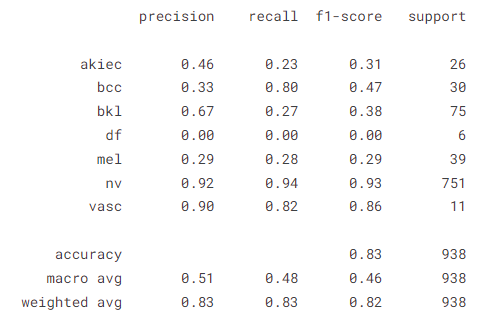 precision recall f1-score support
akiec 0.46 0.23 0.31 26
bcc 0.33 0.80 0.47 30
bkl 0.67 0.27 0.38 75
df 0.00 0.00 0.00 6
mel 0.29 0.28 0.29 39
nv 0.92 0.94 0.93 751
vasc 0.90 0.82 0.86 11
accuracy 0.83 938
macro avg 0.51 0.48 0.46 938
weighted avg 0.83 0.83 0.82 938